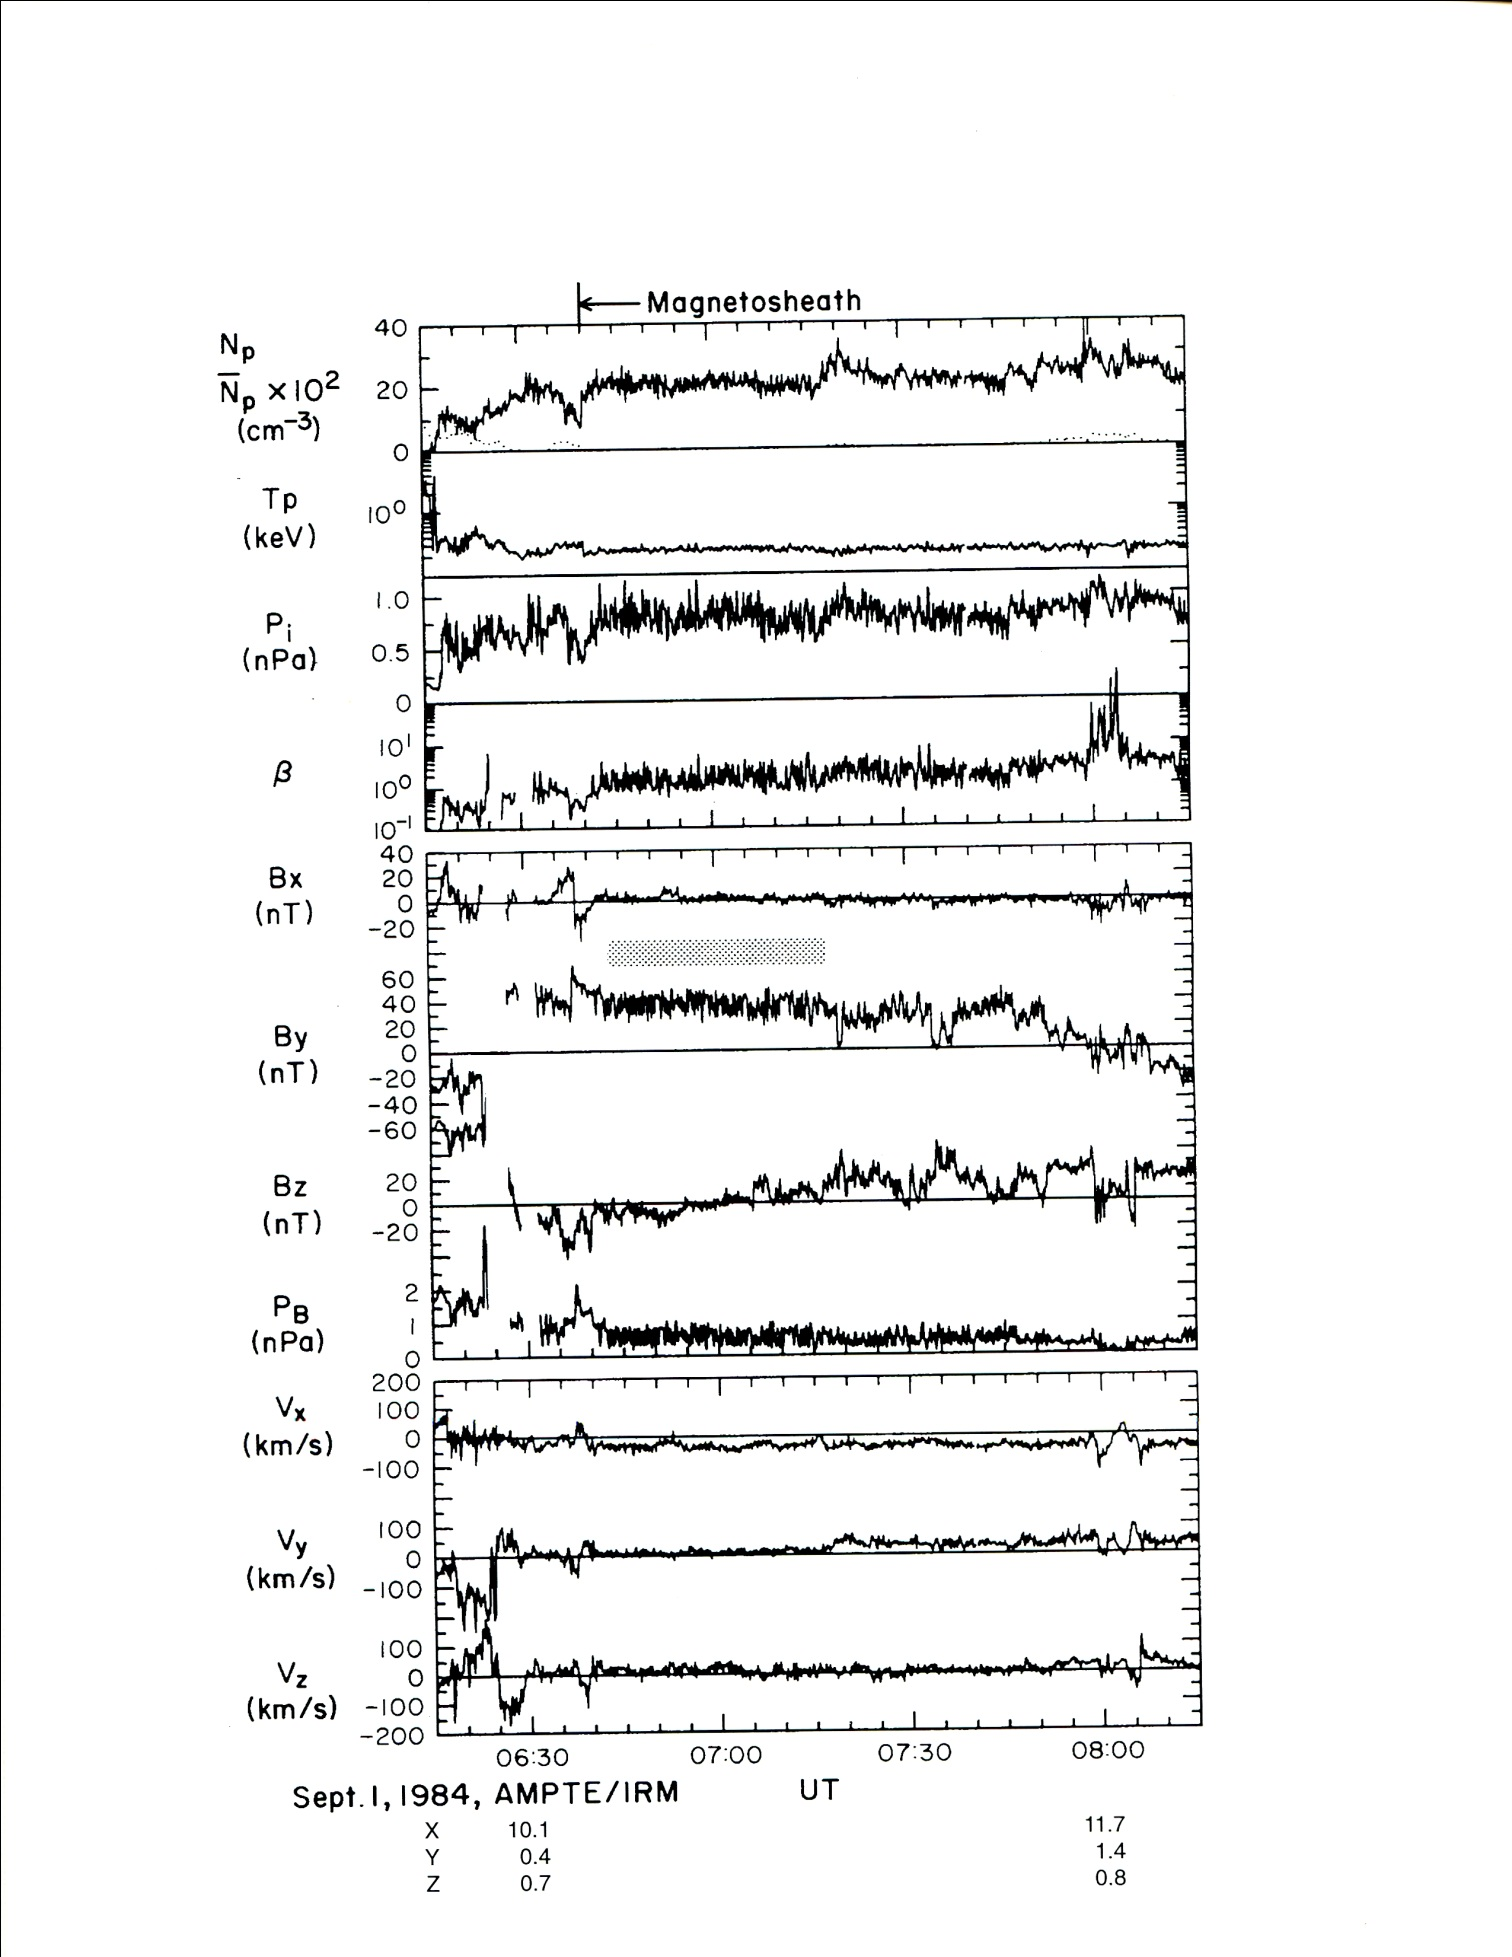 Magnetosheath
Np
N̄p ×10²
(cm⁻³)
40
20
0
Tp
(keV)
10⁰
Pi
(nPa)
1.0
0.5
0
β
10¹
10⁰
10⁻¹
Bx
(nT)
40
20
0
-20
By
(nT)
60
40
20
0
-20
-40
-60
Bz
(nT)
20
0
-20
PB
(nPa)
2
1
0
Vx
(km/s)
200
100
0
-100
Vy
(km/s)
100
0
-100
Vz
(km/s)
100
0
-100
-200
06:30 07:00 07:30 08:00
Sept. 1, 1984, AMPTE/IRM UT
X 10.1 11.7
Y 0.4 1.4
Z 0.7 0.8